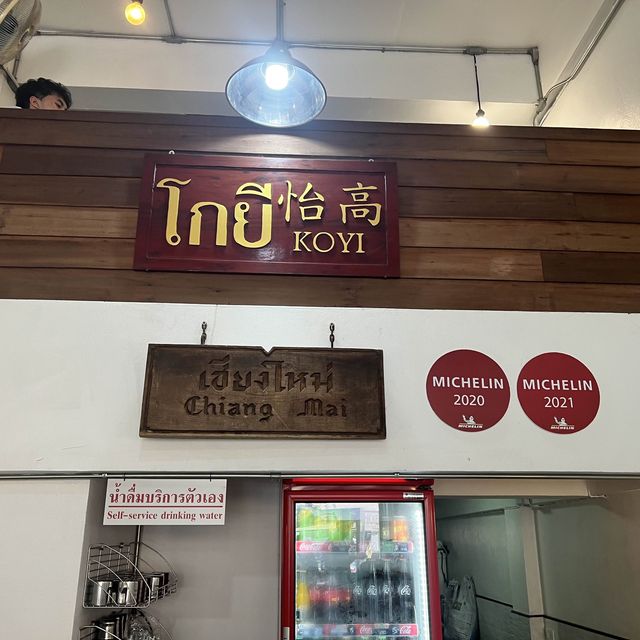 โกยี 怡高
KOYI
เชียงใหม่
Chiang Mai
MICHELIN
2020
MICHELIN
MICHELIN
2021
MICHELIN
น้ำดื่มบริการตัวเอง
Self-service drinking water
Coca-Cola